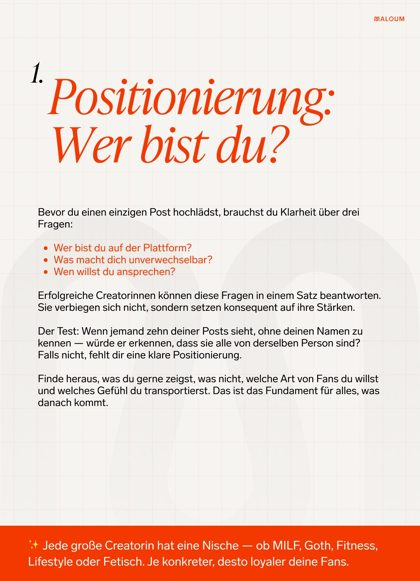 MALOUM
1.
Positionierung:
Wer bist du?
Bevor du einen einzigen Post hochlädst, brauchst du Klarheit über drei
Fragen:
• Wer bist du auf der Plattform?
• Was macht dich unverwechselbar?
• Wen willst du ansprechen?
Erfolgreiche Creatorinnen können diese Fragen in einem Satz beantworten.
Sie verbiegen sich nicht, sondern setzen konsequent auf ihre Stärken.
Der Test: Wenn jemand zehn deiner Posts sieht, ohne deinen Namen zu
kennen — würde er erkennen, dass sie alle von derselben Person sind?
Falls nicht, fehlt dir eine klare Positionierung.
Finde heraus, was du gerne zeigst, was nicht, welche Art von Fans du willst
und welches Gefühl du transportierst. Das ist das Fundament für alles, was
danach kommt.
✨ Jede große Creatorin hat eine Nische — ob MILF, Goth, Fitness,
Lifestyle oder Fetisch. Je konkreter, desto loyaler deine Fans.